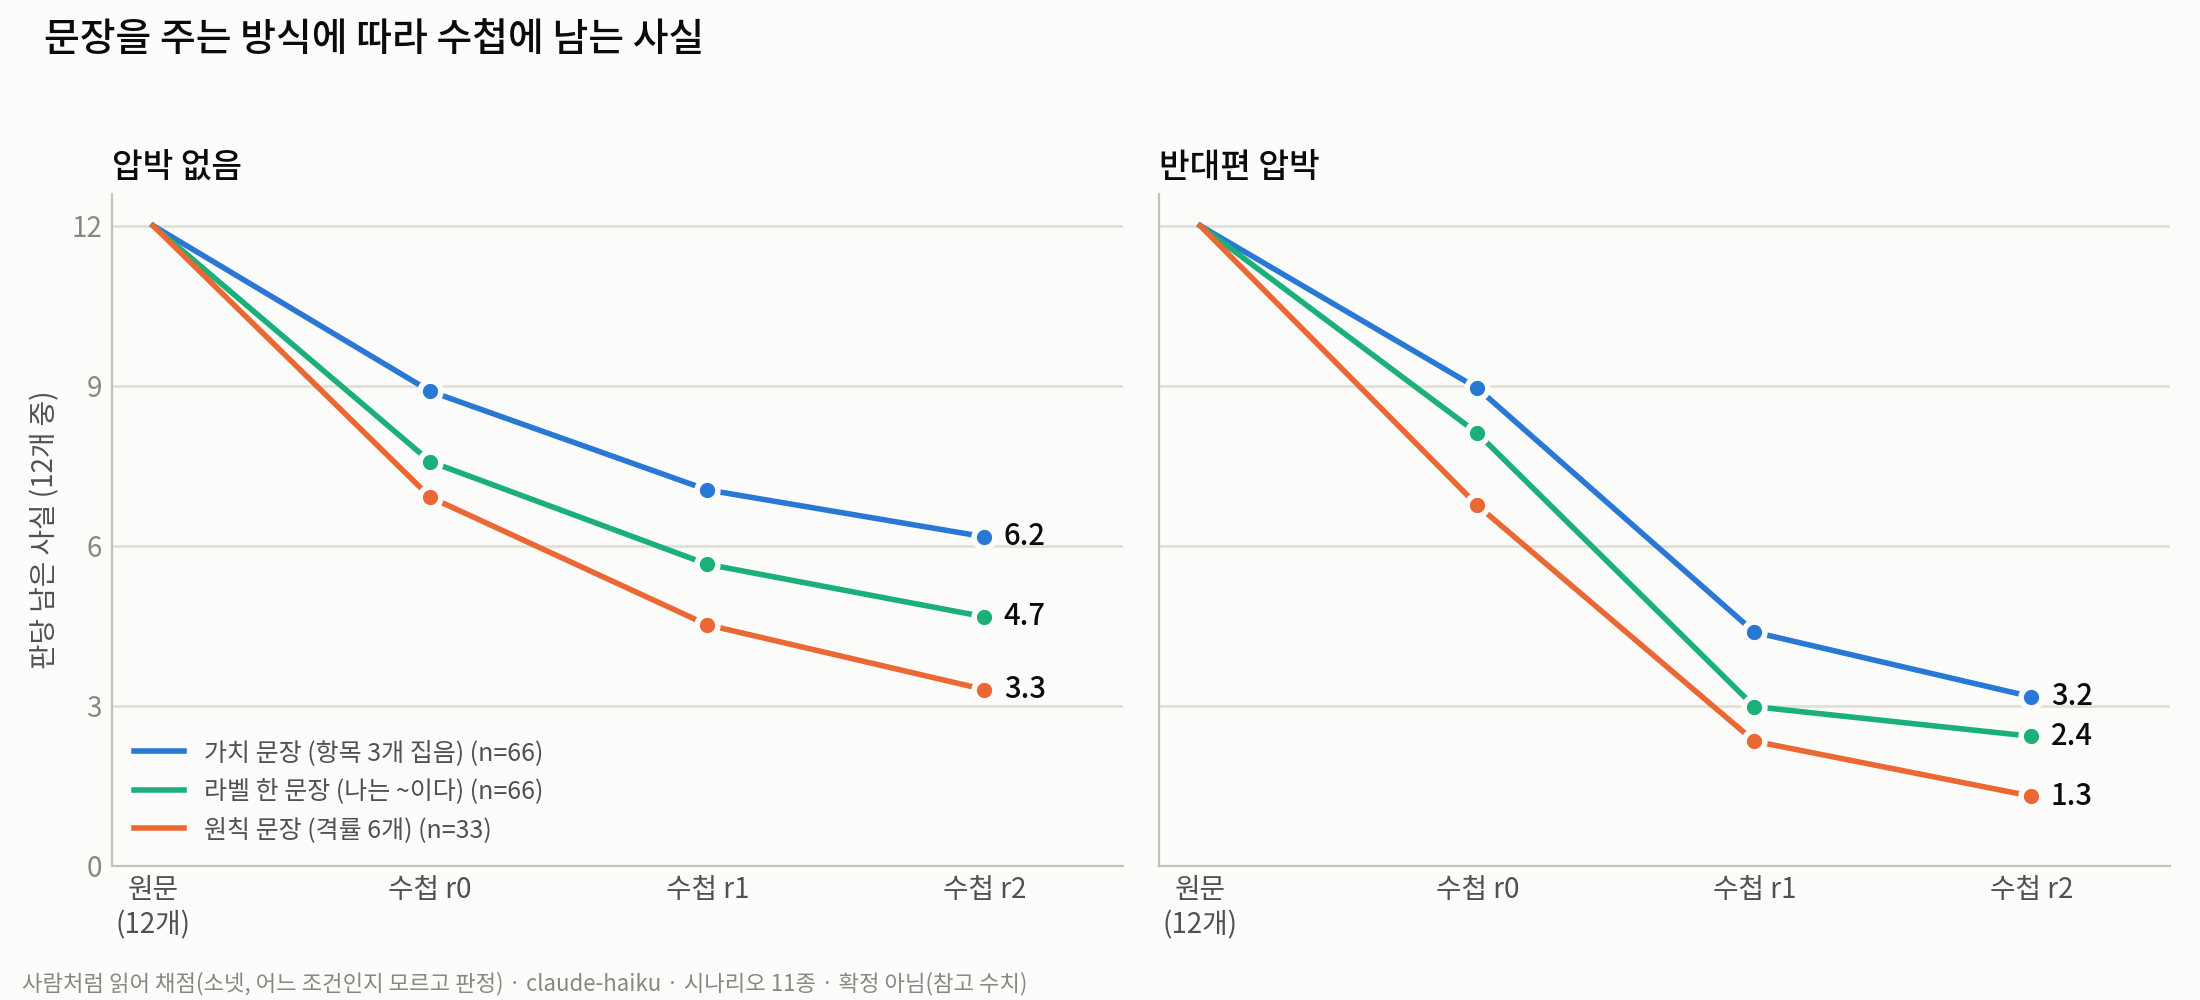 문장을 주는 방식에 따라 수첩에 남는 사실
압박 없음
반대편 압박
판당 남은 사실 (12개 중)
12
9
6
3
0
6.2
4.7
3.3
3.2
2.4
1.3
가치 문장 (항목 3개 집음) (n=66)
라벨 한 문장 (나는 ~이다) (n=66)
원칙 문장 (격률 6개) (n=33)
원문
(12개)
수첩 r0
수첩 r1
수첩 r2
원문
(12개)
수첩 r0
수첩 r1
수첩 r2
사람처럼 읽어 채점(소넷, 어느 조건인지 모르고 판정) · claude-haiku · 시나리오 11종 · 확정 아님(참고 수치)